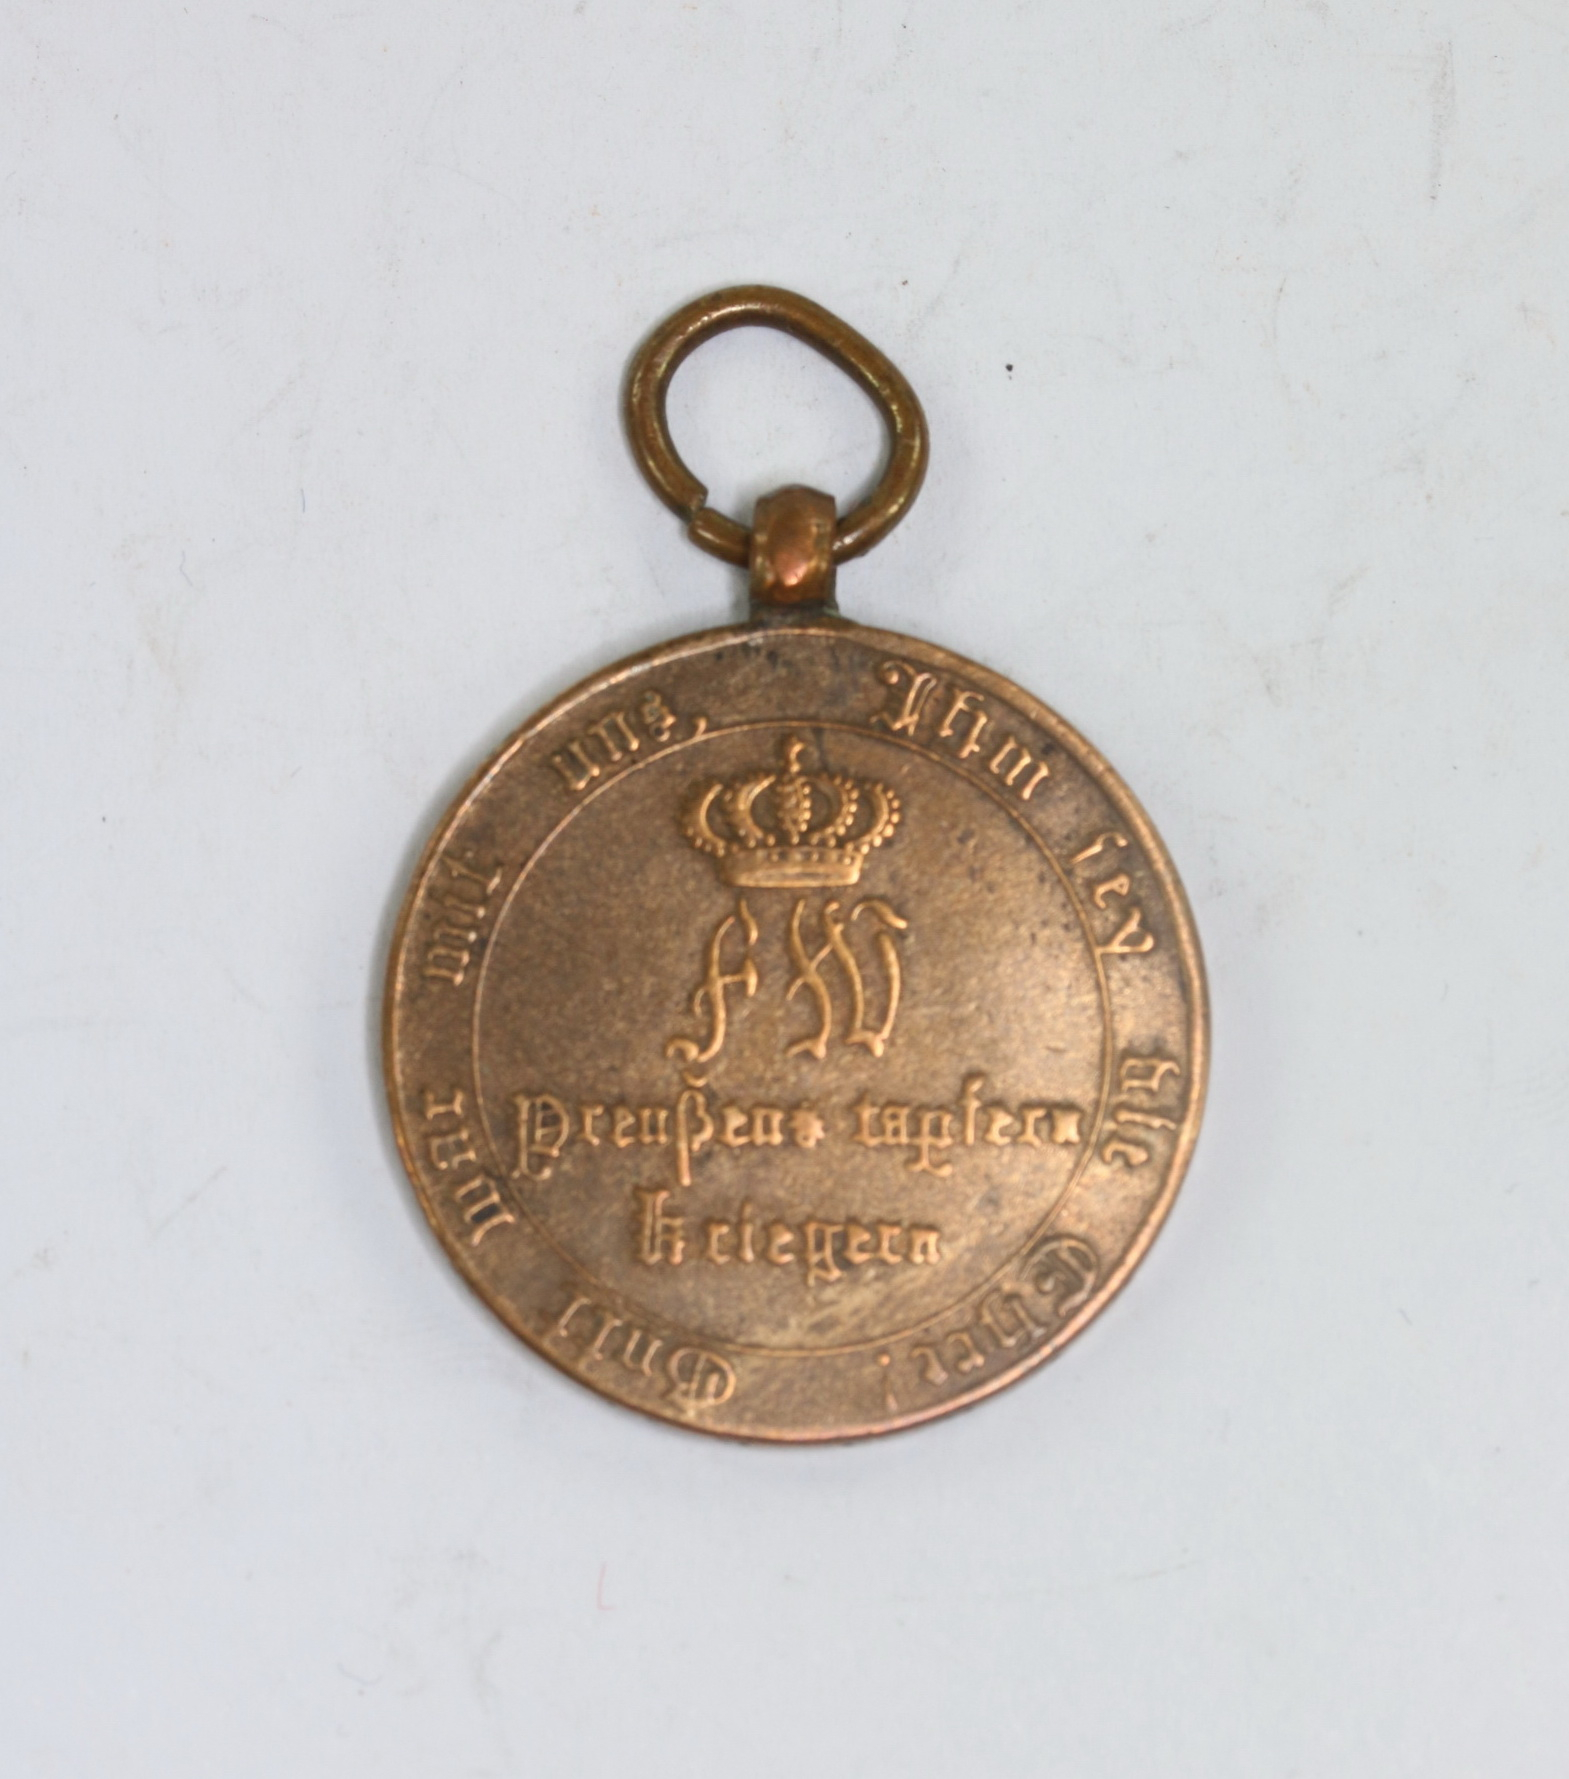 Gott war mit uns, Ihm sey die Ehre!
FW
Preußens tapfern
Kriegern